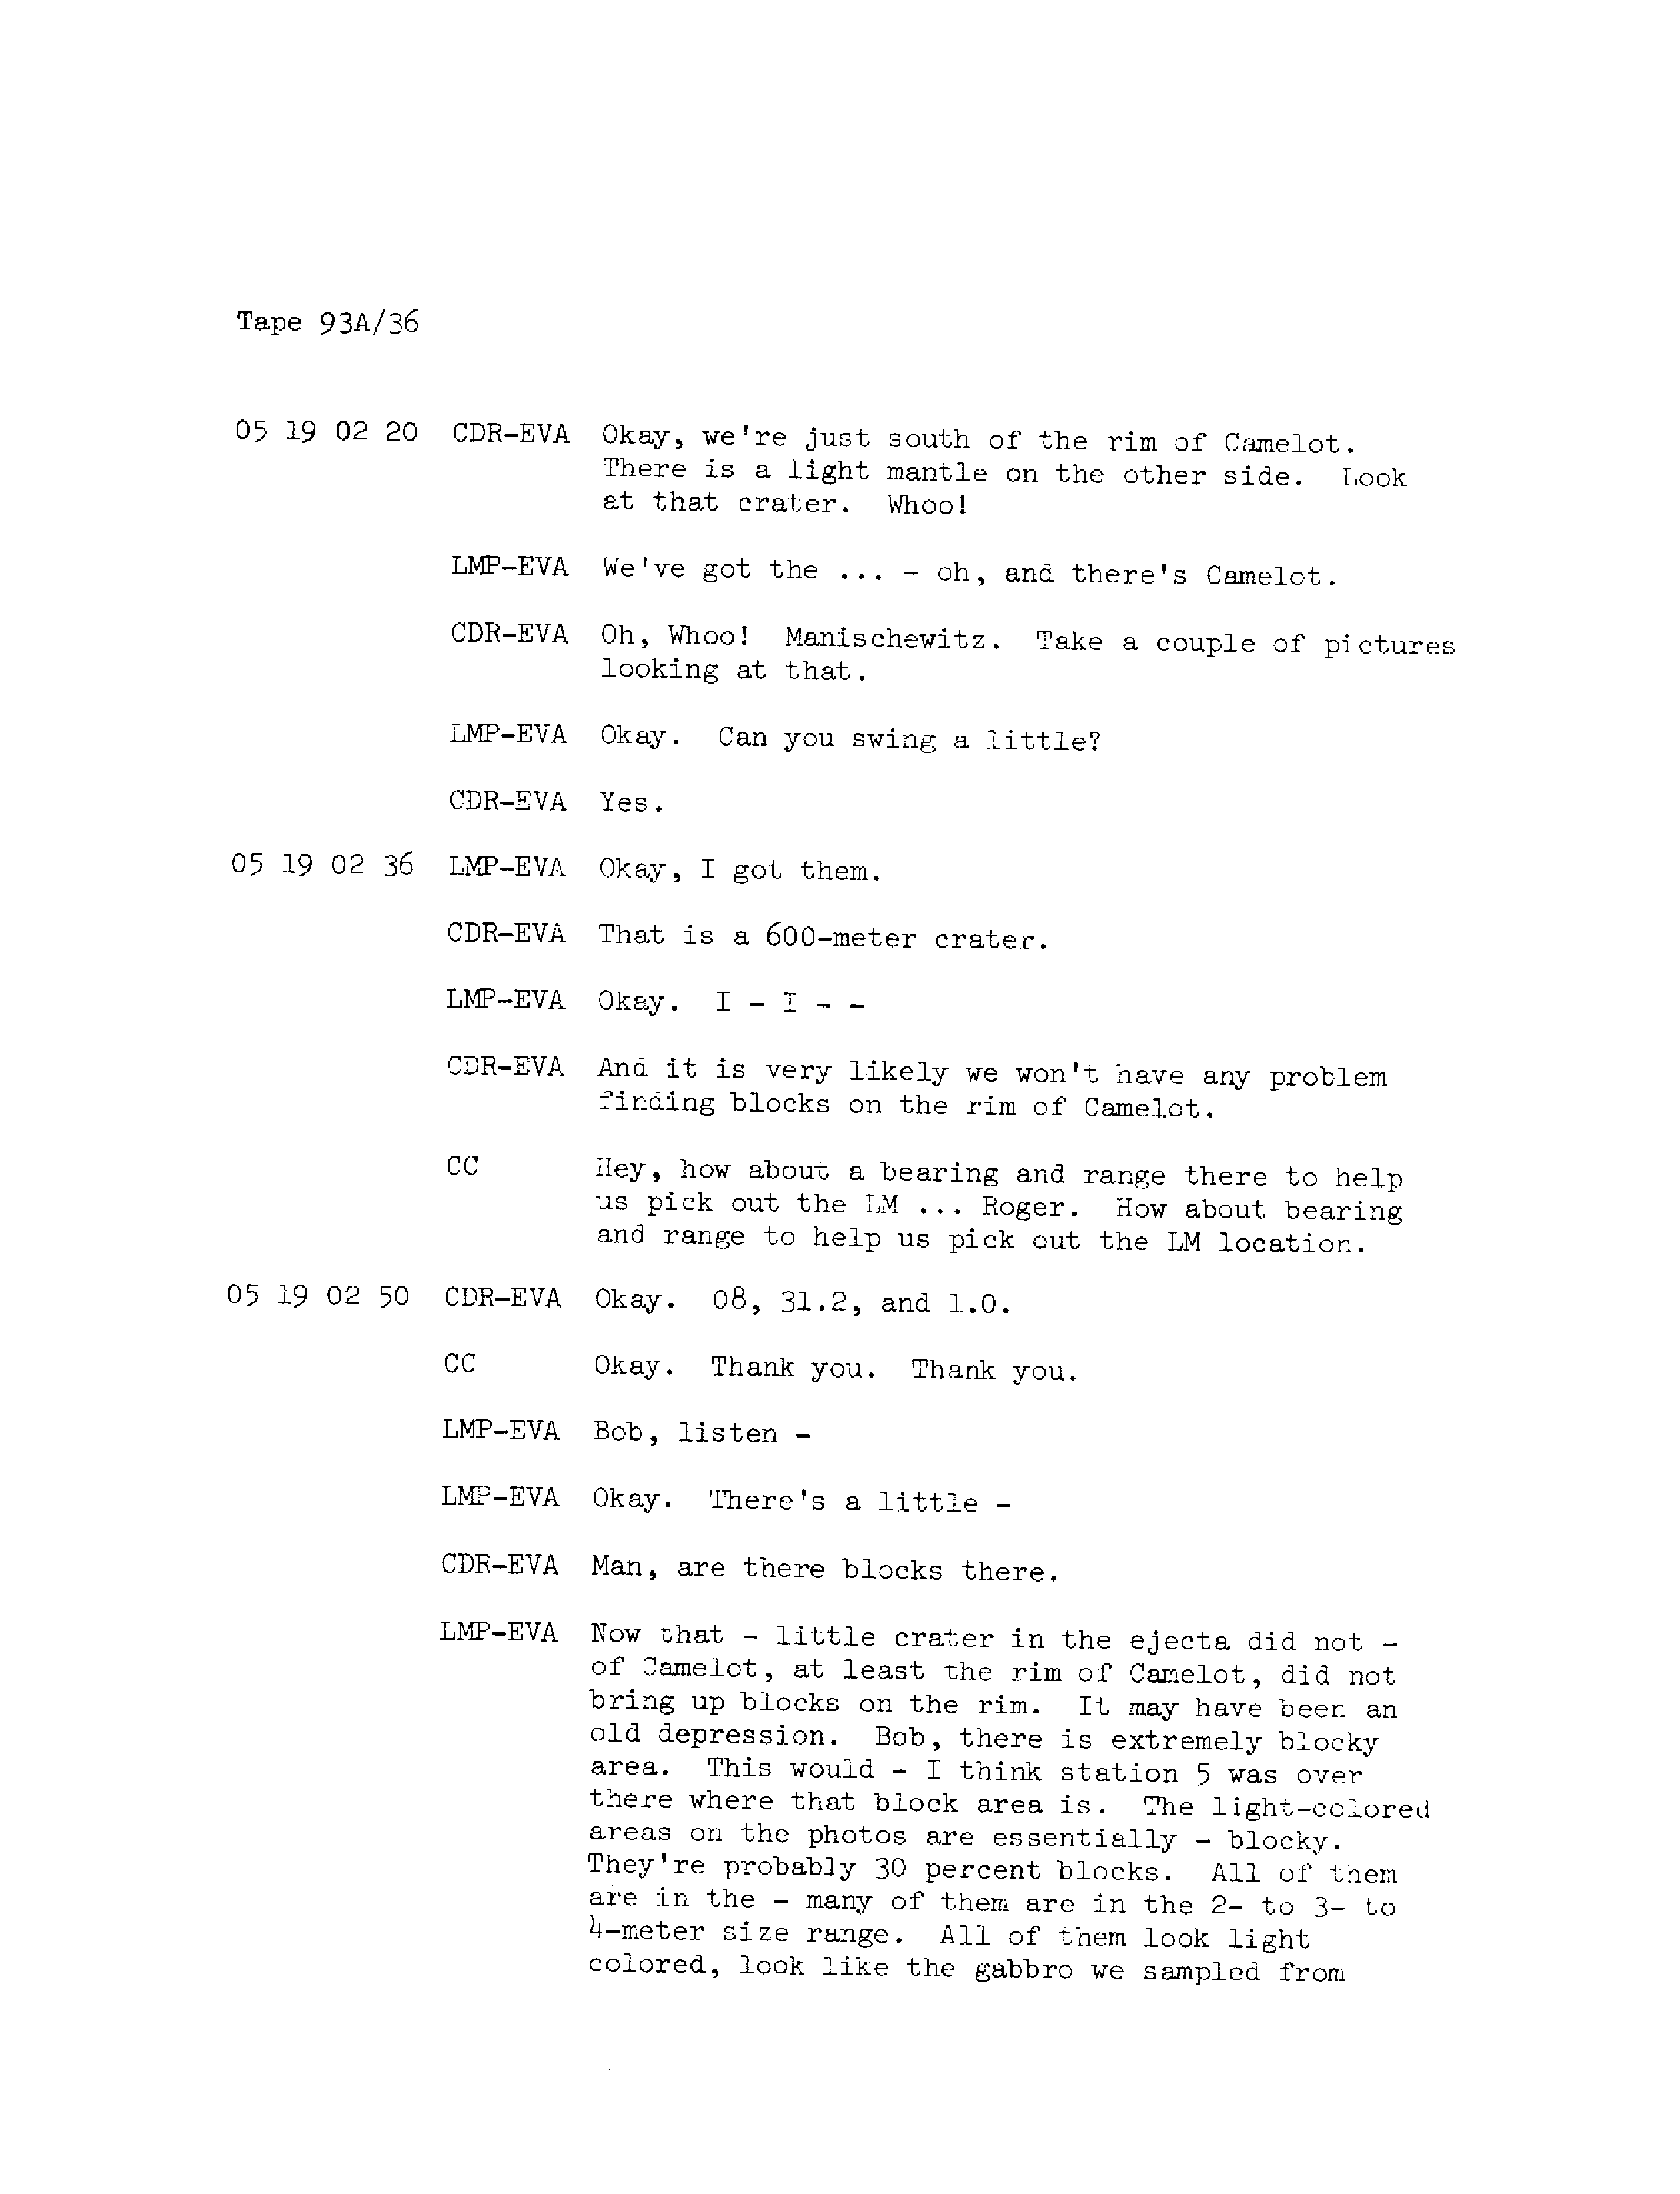 Tape 93A/36
05 19 02 20 CDR-EVA Okay, we're just south of the rim of Camelot.
There is a light mantle on the other side. Look
at that crater. Whoo!
LMP-EVA We've got the ... - oh, and there's Camelot.
CDR-EVA Oh, Whoo! Manischewitz. Take a couple of pictures
looking at that.
LMP-EVA Okay. Can you swing a little?
CDR-EVA Yes.
05 19 02 36 LMP-EVA Okay, I got them.
CDR-EVA That is a 600-meter crater.
LMP-EVA Okay. I - I - -
CDR-EVA And it is very likely we won't have any problem
finding blocks on the rim of Camelot.
CC Hey, how about a bearing and range there to help
us pick out the LM ... Roger. How about bearing
and range to help us pick out the LM location.
05 19 02 50 CDR-EVA Okay. 08, 31.2, and 1.0.
CC Okay. Thank you. Thank you.
LMP-EVA Bob, listen -
LMP-EVA Okay. There's a little -
CDR-EVA Man, are there blocks there.
LMP-EVA Now that - little crater in the ejecta did not -
of Camelot, at least the rim of Camelot, did not
bring up blocks on the rim. It may have been an
old depression. Bob, there is extremely blocky
area. This would - I think station 5 was over
there where that block area is. The light-colored
areas on the photos are essentially - blocky.
They're probably 30 percent blocks. All of them
are in the - many of them are in the 2- to 3- to
4-meter size range. All of them look light
colored, look like the gabbro we sampled from